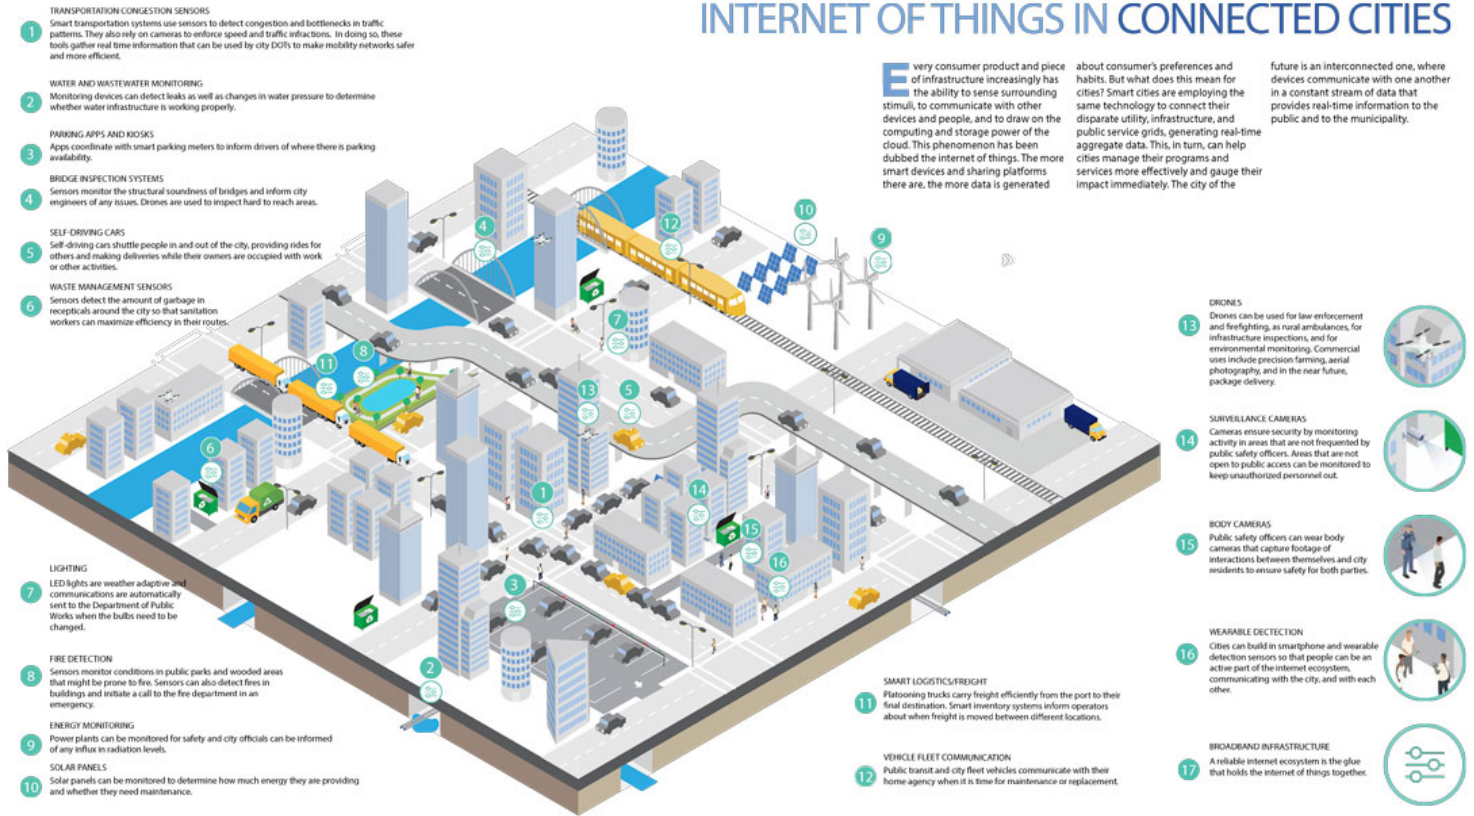 INTERNET OF THINGS IN CONNECTED CITIES
Every consumer product and piece
of infrastructure increasingly has
the ability to sense surrounding
stimuli, to communicate with other
devices and people, and to draw on the
computing and storage power of the
cloud. This phenomenon has been
dubbed the internet of things. The more
smart devices and sharing platforms
there are, the more data is generated
about consumer's preferences and
habits. But what does this mean for
cities? Smart cities are employing the
same technology to connect their
disparate utility, infrastructure, and
public service grids, generating real-time
aggregate data. This, in turn, can help
cities manage their programs and
services more effectively and gauge their
impact immediately. The city of the
future is an interconnected one, where
devices communicate with one another
in a constant stream of data that
provides real-time information to the
public and to the municipality.
1
TRANSPORTATION CONGESTION SENSORS
Smart transportation systems use sensors to detect congestion and bottlenecks in traffic
patterns. They also rely on cameras to enforce speed and traffic infractions. In doing so, these
tools gather real time information that can be used by city DOTs to make mobility networks safer
and more efficient.
2
WATER AND WASTEWATER MONITORING
Monitoring devices can detect leaks as well as changes in water pressure to determine
whether water infrastructure is working properly.
3
PARKING APPS AND KIOSKS
Apps coordinate with smart parking meters to inform drivers of where there is parking
availability.
4
BRIDGE INSPECTION SYSTEMS
Sensors monitor the structural soundness of bridges and inform city
engineers of any issues. Drones are used to inspect hard to reach areas.
5
SELF-DRIVING CARS
Self-driving cars shuttle people in and out of the city, providing rides for
others and making deliveries while their owners are occupied with work
or other activities.
6
WASTE MANAGEMENT SENSORS
Sensors detect the amount of garbage in
recepticals around the city so that sanitation
workers can maximize efficiency in their routes.
7
LIGHTING
LED lights are weather adaptive and
communications are automatically
sent to the Department of Public
Works when the bulbs need to be
changed.
8
FIRE DETECTION
Sensors monitor conditions in public parks and wooded areas
that might be prone to fire. Sensors can also detect fires in
buildings and initiate a call to the fire department in an
emergency.
9
ENERGY MONITORING
Power plants can be monitored for safety and city officials can be informed
of any influx in radiation levels.
10
SOLAR PANELS
Solar panels can be monitored to determine how much energy they are providing
and whether they need maintenance.
4
12
10
9
7
11
8
13
5
6
1
14
15
16
3
2
11
SMART LOGISTICS/FREIGHT
Platooning trucks carry freight efficiently from the port to their
final destination. Smart inventory systems inform operators
about when freight is moved between different locations.
12
VEHICLE FLEET COMMUNICATION
Public transit and city fleet vehicles communicate with their
home agency when it is time for maintenance or replacement.
13
DRONES
Drones can be used for law enforcement
and firefighting, as rural ambulances, for
infrastructure inspections, and for
environmental monitoring. Commercial
uses include precision farming, aerial
photography, and in the near future,
package delivery.
14
SURVEILLANCE CAMERAS
Cameras ensure security by monitoring
activity in areas that are not frequented by
public safety officers. Areas that are not
open to public access can be monitored to
keep unauthorized personnel out.
15
BODY CAMERAS
Public safety officers can wear body
cameras that capture footage of
interactions between themselves and city
residents to ensure safety for both parties.
16
WEARABLE DECTECTION
Cities can build in smartphone and wearable
detection sensors so that people can be an
active part of the internet ecosystem,
communicating with the city, and with each
other.
17
BROADBAND INFRASTRUCTURE
A reliable internet ecosystem is the glue
that holds the internet of things together.